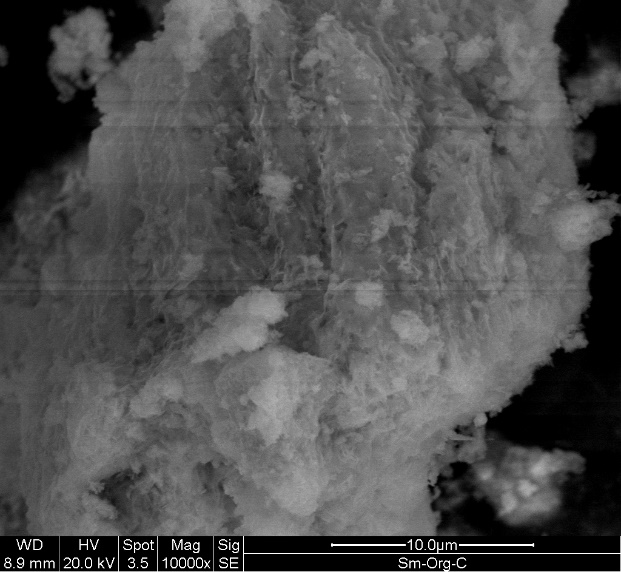 WD HV Spot Mag Sig 10.0µm
8.9 mm 20.0 kV 3.5 10000x SE Sm-Org-C